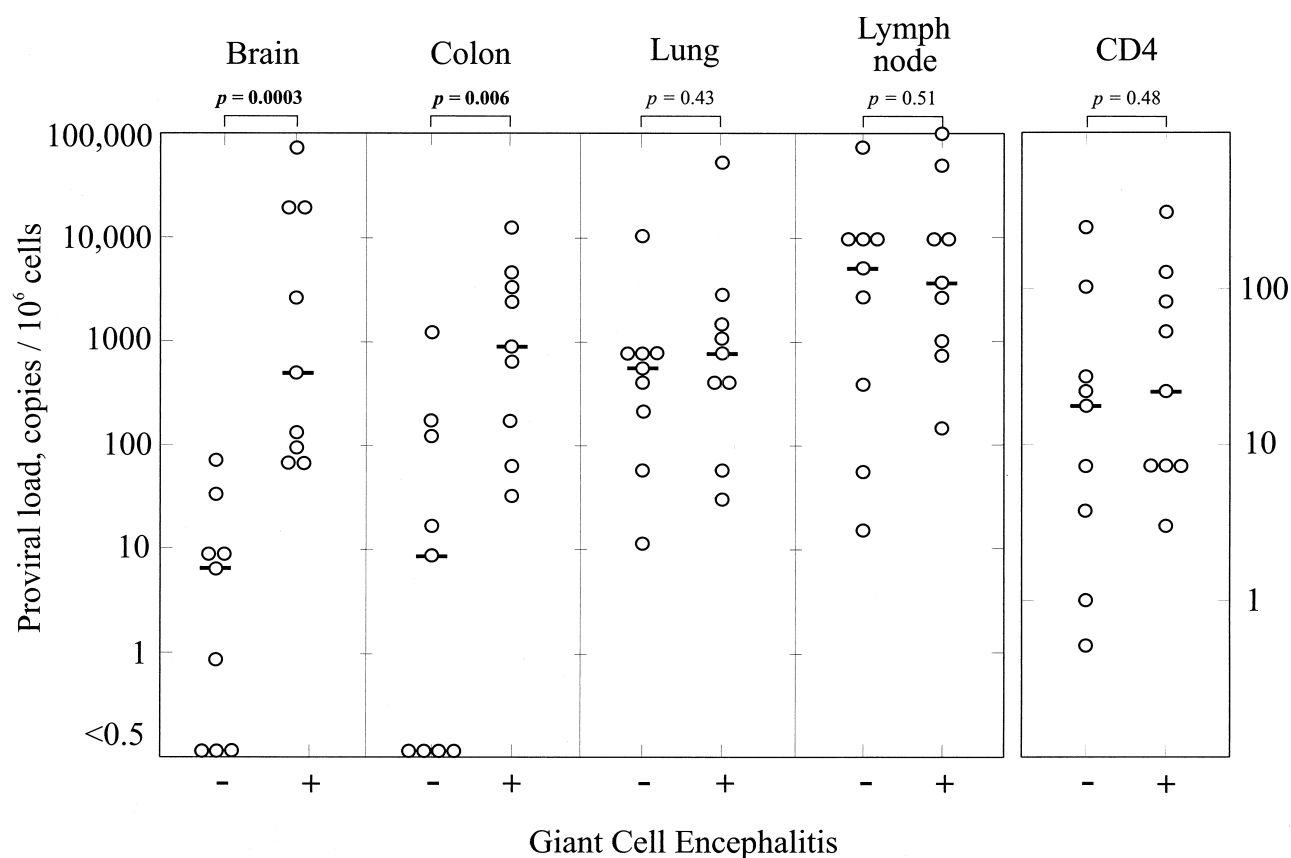 Brain
Colon
Lung
Lymph
node
CD4
p = 0.0003
p = 0.006
p = 0.43
p = 0.51
p = 0.48
Proviral load, copies / 10⁶ cells
100,000
10,000
1000
100
10
1
<0.5
100
10
1
- + - + - + - + - +
Giant Cell Encephalitis